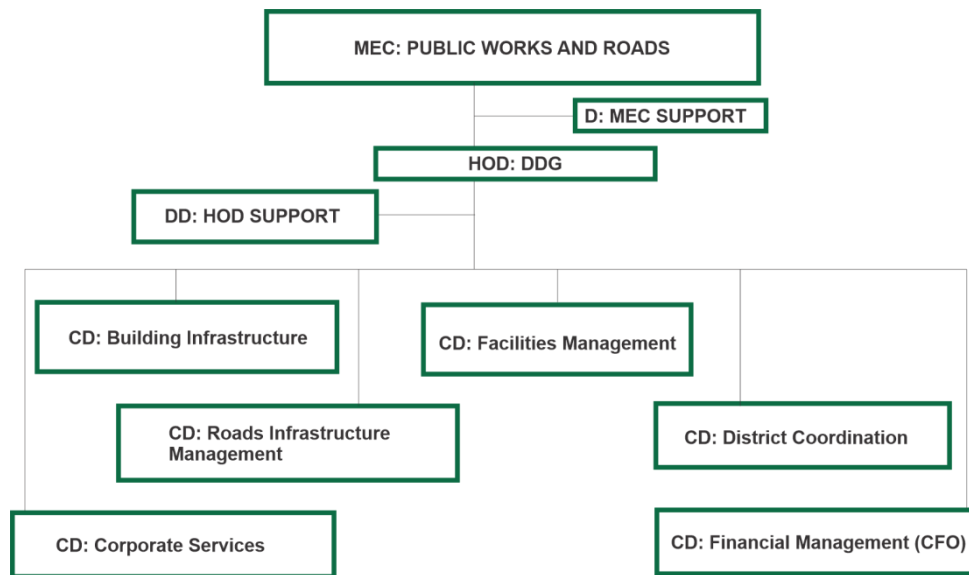 MEC: PUBLIC WORKS AND ROADS
D: MEC SUPPORT
HOD: DDG
DD: HOD SUPPORT
CD: Building Infrastructure
CD: Facilities Management
CD: Roads Infrastructure
Management
CD: District Coordination
CD: Corporate Services
CD: Financial Management (CFO)